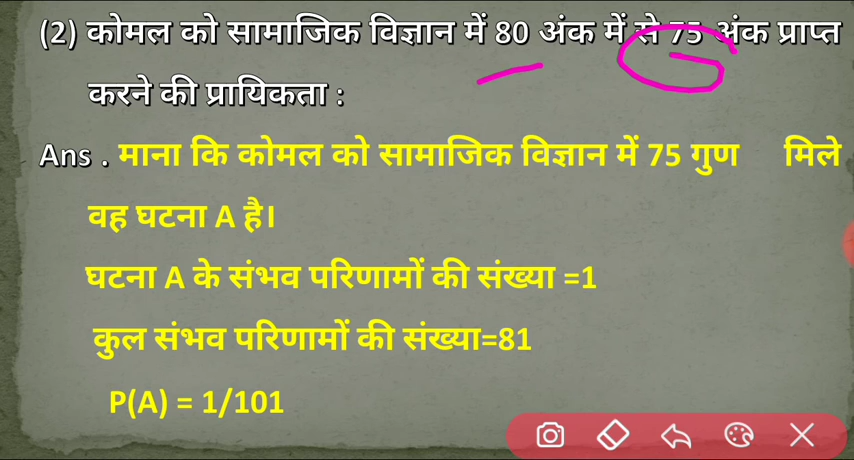 (2) कोमल को सामाजिक विज्ञान में 80 अंक में से 75 अंक प्राप्त
करने की प्रायिकता :
Ans . माना कि कोमल को सामाजिक विज्ञान में 75 गुण मिले
वह घटना A है।
घटना A के संभव परिणामों की संख्या =1
कुल संभव परिणामों की संख्या=81
P(A) = 1/101